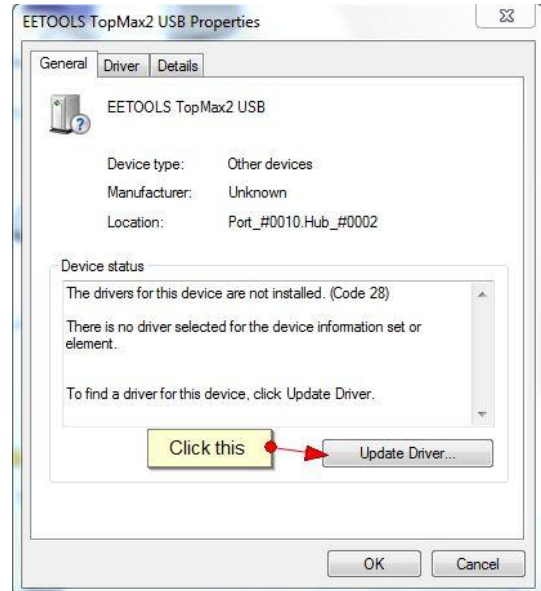 EETOOLS TopMax2 USB Properties
General Driver Details
EETOOLS TopMax2 USB
Device type: Other devices
Manufacturer: Unknown
Location: Port_#0010.Hub_#0002
Device status
The drivers for this device are not installed. (Code 28)
There is no driver selected for the device information set or
element.
To find a driver for this device, click Update Driver.
Click this
Update Driver...
OK Cancel